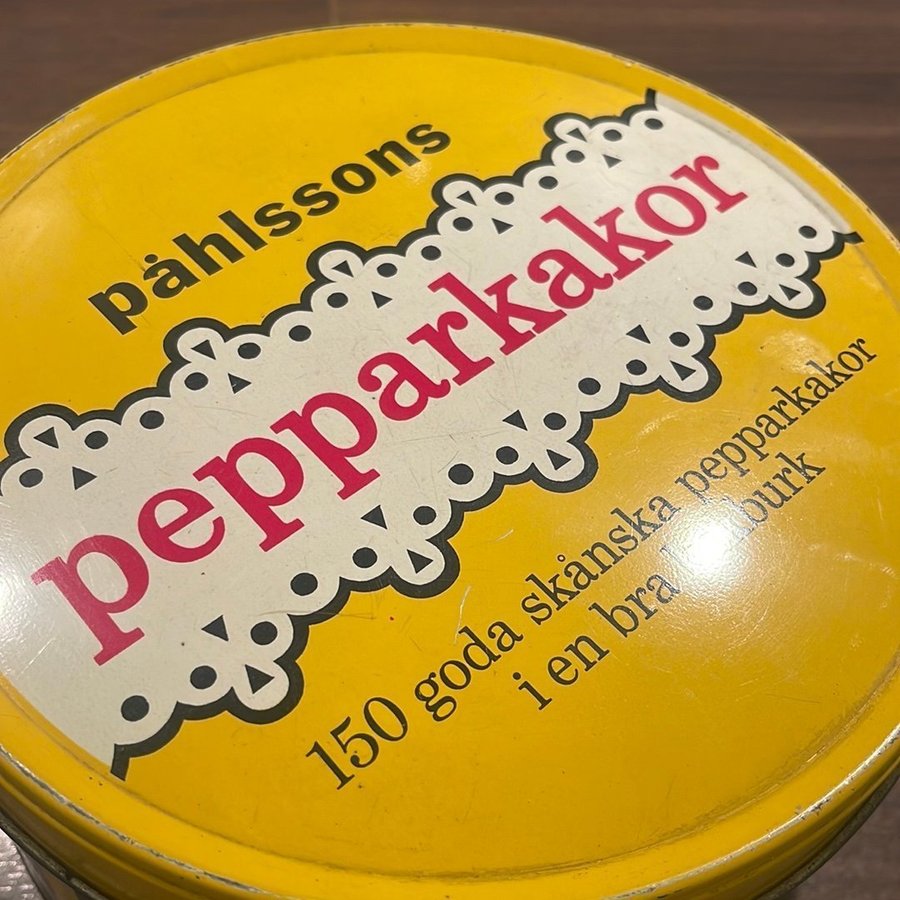 påhlssons
pepparkakor
150 goda skånska pepparkakor
i en bra